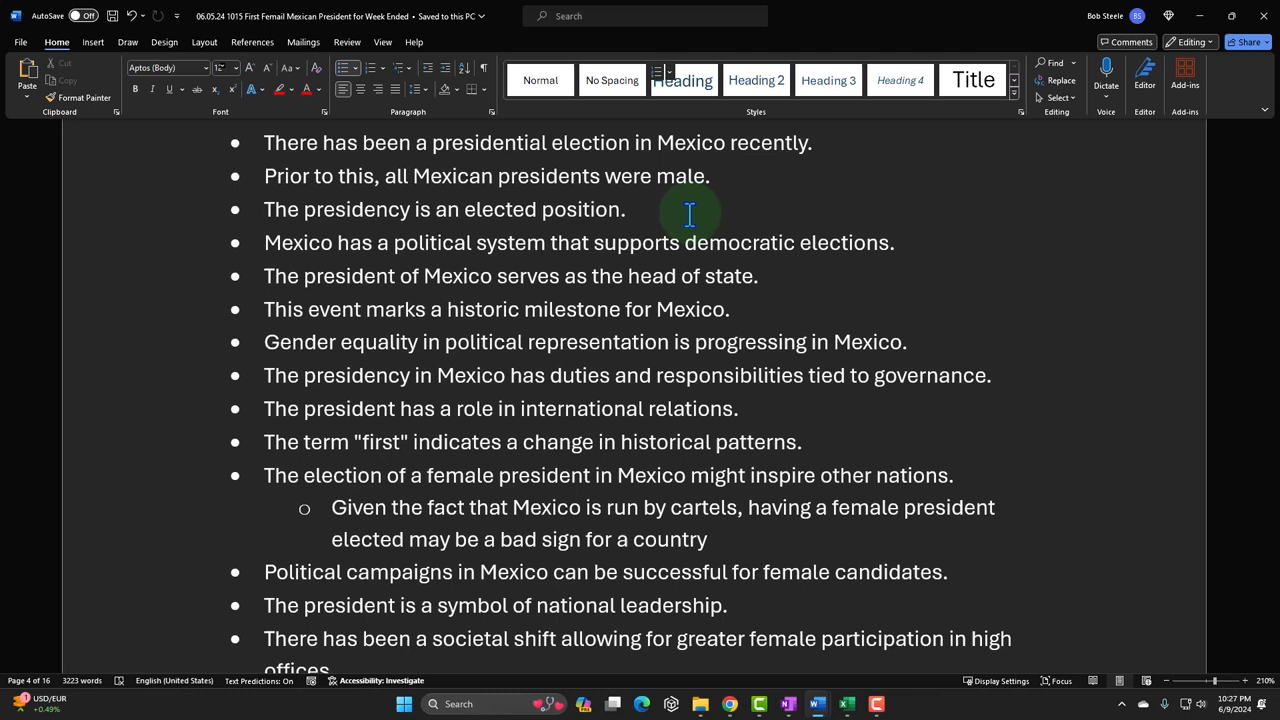 AutoSave Off 06.05.24 1015 First Femail Mexican President for Week Ended • Saved to this PC Search Bob Steele BS
File Home Insert Draw Design Layout References Mailings Review View Help Comments Editing Share
Paste Cut Copy Format Painter Aptos (Body) 12 Normal No Spacing Heading Heading 2 Heading 3 Heading 4 Title Find Replace Select Dictate Editor Add-ins
Clipboard Font Paragraph Styles Editing Voice Editor Add-ins
• There has been a presidential election in Mexico recently.
• Prior to this, all Mexican presidents were male.
• The presidency is an elected position.
• Mexico has a political system that supports democratic elections.
• The president of Mexico serves as the head of state.
• This event marks a historic milestone for Mexico.
• Gender equality in political representation is progressing in Mexico.
• The presidency in Mexico has duties and responsibilities tied to governance.
• The president has a role in international relations.
• The term "first" indicates a change in historical patterns.
• The election of a female president in Mexico might inspire other nations.
o Given the fact that Mexico is run by cartels, having a female president
elected may be a bad sign for a country
• Political campaigns in Mexico can be successful for female candidates.
• The president is a symbol of national leadership.
• There has been a societal shift allowing for greater female participation in high
offices.
Page 4 of 16 3223 words English (United States) Text Predictions: On Accessibility: Investigate Display Settings Focus 210%
USD/EUR +0.49% Search 10:27 PM 6/9/2024